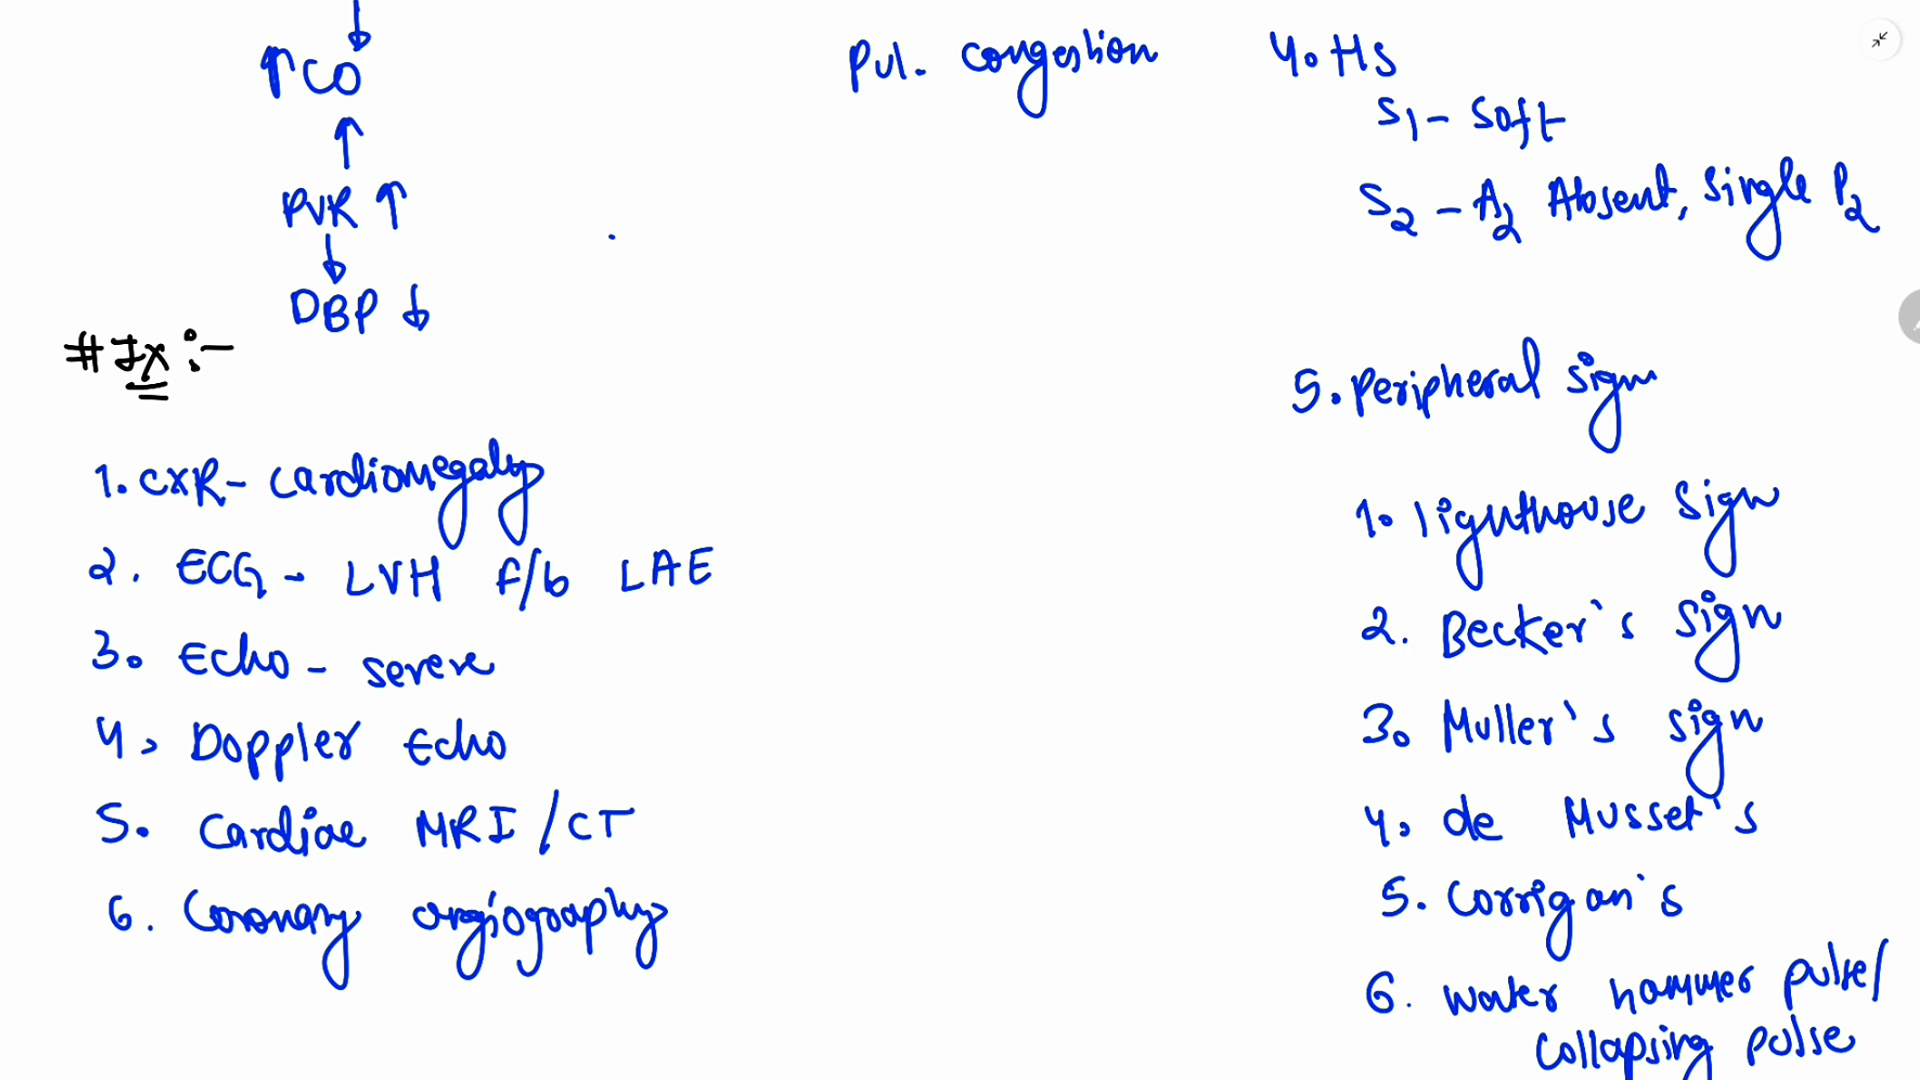 ↑CO
↑
PVR ↑
↓
DBP ↓
# Ix :-
1. CXR - cardiomegaly
2. ECG - LVH f/b LAE
3. Echo - severe
4. Doppler Echo
5. Cardiac MRI / CT
6. Coronary angiography
Pul. congestion
4. HS
S1 - Soft
S2 - A2 Absent, Single P2
5. Peripheral sign
1. lighthouse sign
2. Becker's sign
3. Muller's sign
4. de Musset's
5. Corrigan's
6. water hammer pulse/
collapsing pulse